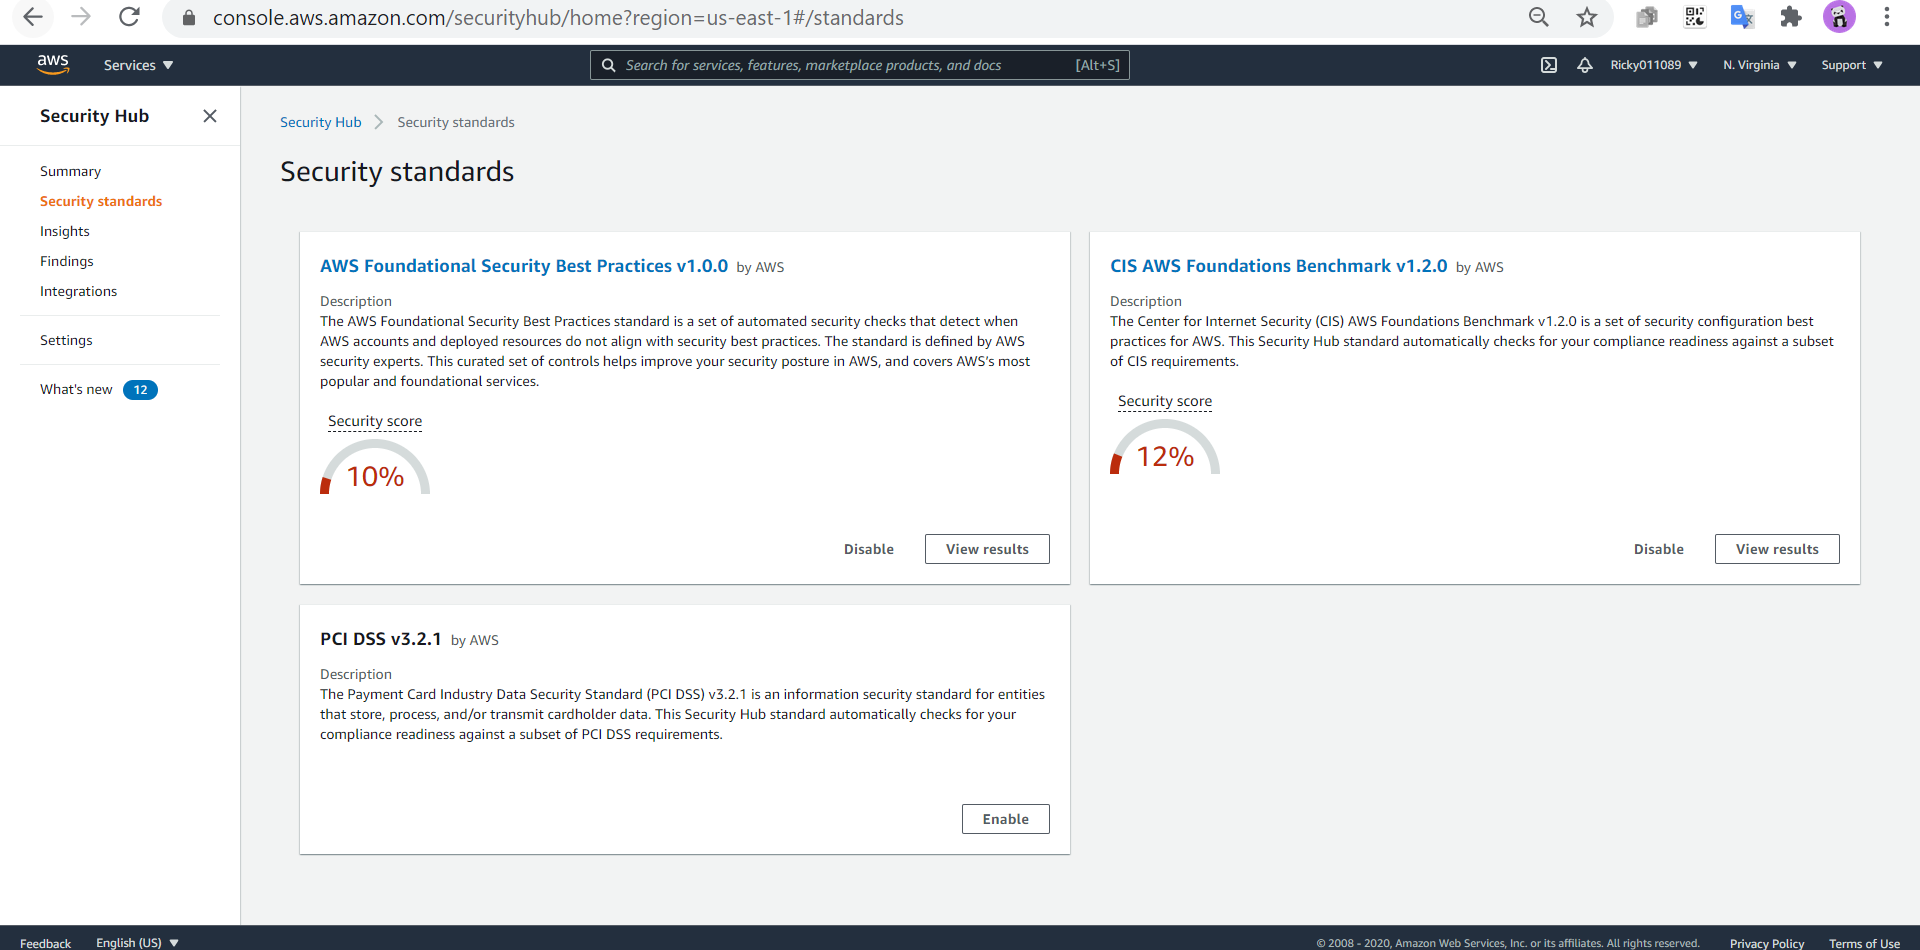 console.aws.amazon.com/securityhub/home?region=us-east-1#/standards
aws
Services
Search for services, features, marketplace products, and docs
[Alt+S]
Ricky011089
N. Virginia
Support
Security Hub
Summary
Security standards
Insights
Findings
Integrations
Settings
What's new 12
Security Hub
Security standards
Security standards
AWS Foundational Security Best Practices v1.0.0 by AWS
Description
The AWS Foundational Security Best Practices standard is a set of automated security checks that detect when
AWS accounts and deployed resources do not align with security best practices. The standard is defined by AWS
security experts. This curated set of controls helps improve your security posture in AWS, and covers AWS's most
popular and foundational services.
Security score
10%
Disable
View results
CIS AWS Foundations Benchmark v1.2.0 by AWS
Description
The Center for Internet Security (CIS) AWS Foundations Benchmark v1.2.0 is a set of security configuration best
practices for AWS. This Security Hub standard automatically checks for your compliance readiness against a subset
of CIS requirements.
Security score
12%
Disable
View results
PCI DSS v3.2.1 by AWS
Description
The Payment Card Industry Data Security Standard (PCI DSS) v3.2.1 is an information security standard for entities
that store, process, and/or transmit cardholder data. This Security Hub standard automatically checks for your
compliance readiness against a subset of PCI DSS requirements.
Enable
Feedback
English (US)
© 2008 - 2020, Amazon Web Services, Inc. or its affiliates. All rights reserved.
Privacy Policy
Terms of Use